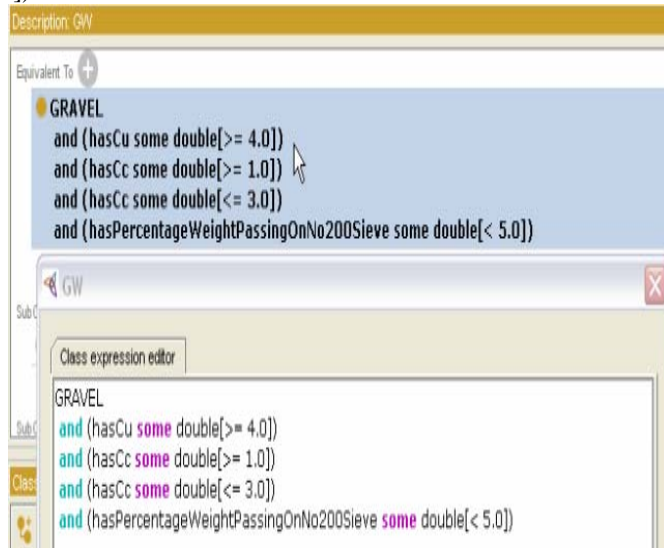 Description: GW
Equivalent To
GRAVEL
and (hasCu some double[>= 4.0])
and (hasCc some double[>= 1.0])
and (hasCc some double[<= 3.0])
and (hasPercentageWeightPassingOnNo200Sieve some double[< 5.0])
GW
Class expression editor
GRAVEL
and (hasCu some double[>= 4.0])
and (hasCc some double[>= 1.0])
and (hasCc some double[<= 3.0])
and (hasPercentageWeightPassingOnNo200Sieve some double[< 5.0])